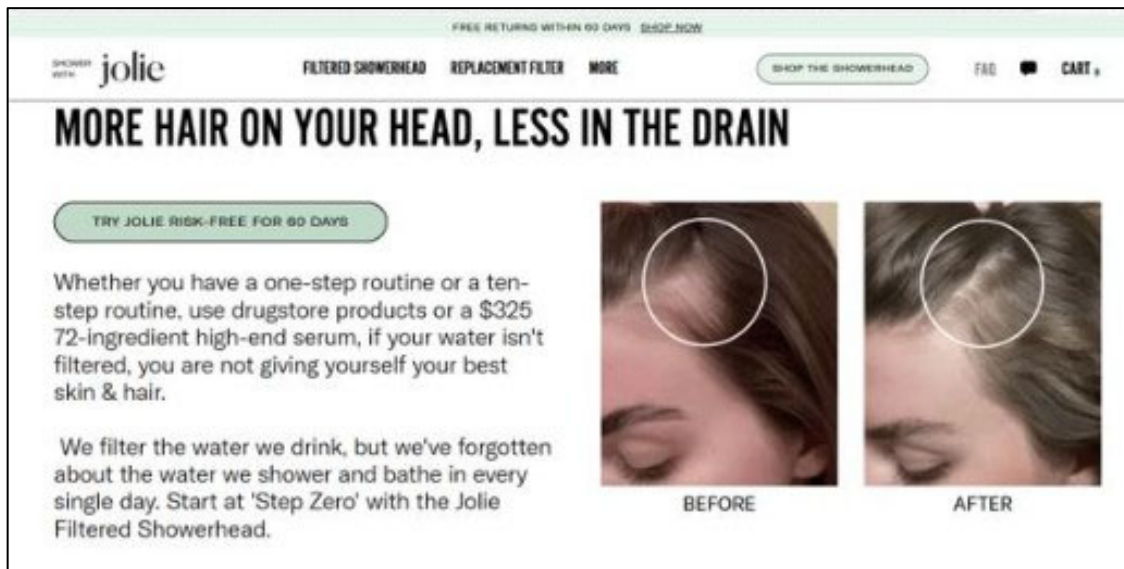 FREE RETURNS WITHIN 60 DAYS SHOP NOW
SHOWER WITH jolie
FILTERED SHOWERHEAD REPLACEMENT FILTER MORE
SHOP THE SHOWERHEAD FAQ CART
MORE HAIR ON YOUR HEAD, LESS IN THE DRAIN
TRY JOLIE RISK-FREE FOR 60 DAYS
Whether you have a one-step routine or a ten-
step routine, use drugstore products or a $325
72-ingredient high-end serum, if your water isn't
filtered, you are not giving yourself your best
skin & hair.
We filter the water we drink, but we've forgotten
about the water we shower and bathe in every
single day. Start at 'Step Zero' with the Jolie
Filtered Showerhead.
BEFORE
AFTER